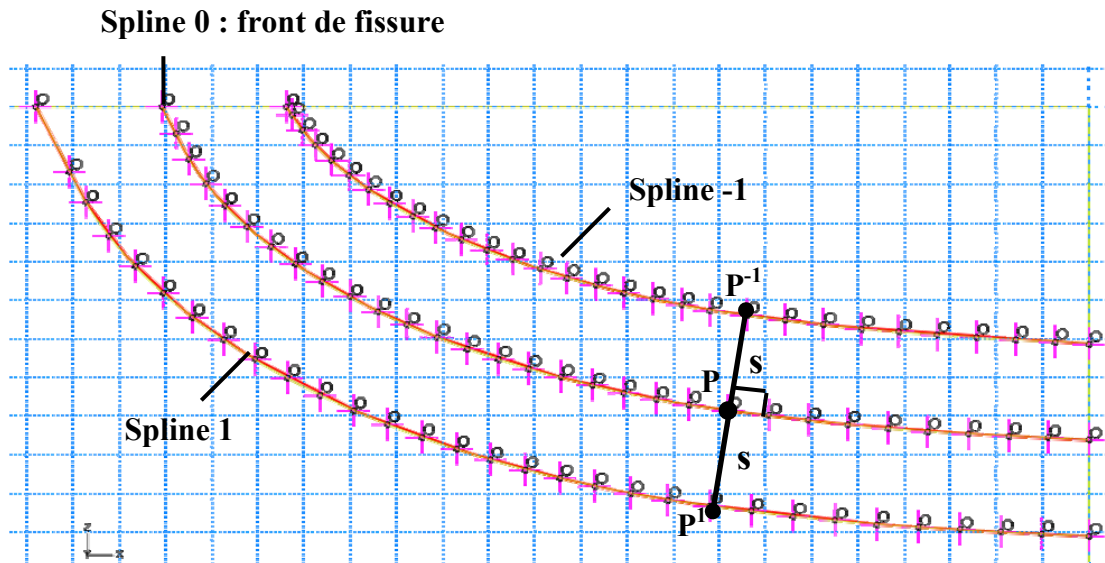 Spline 0 : front de fissure
Spline -1
P-1
s
P
s
Spline 1
P1
z
x